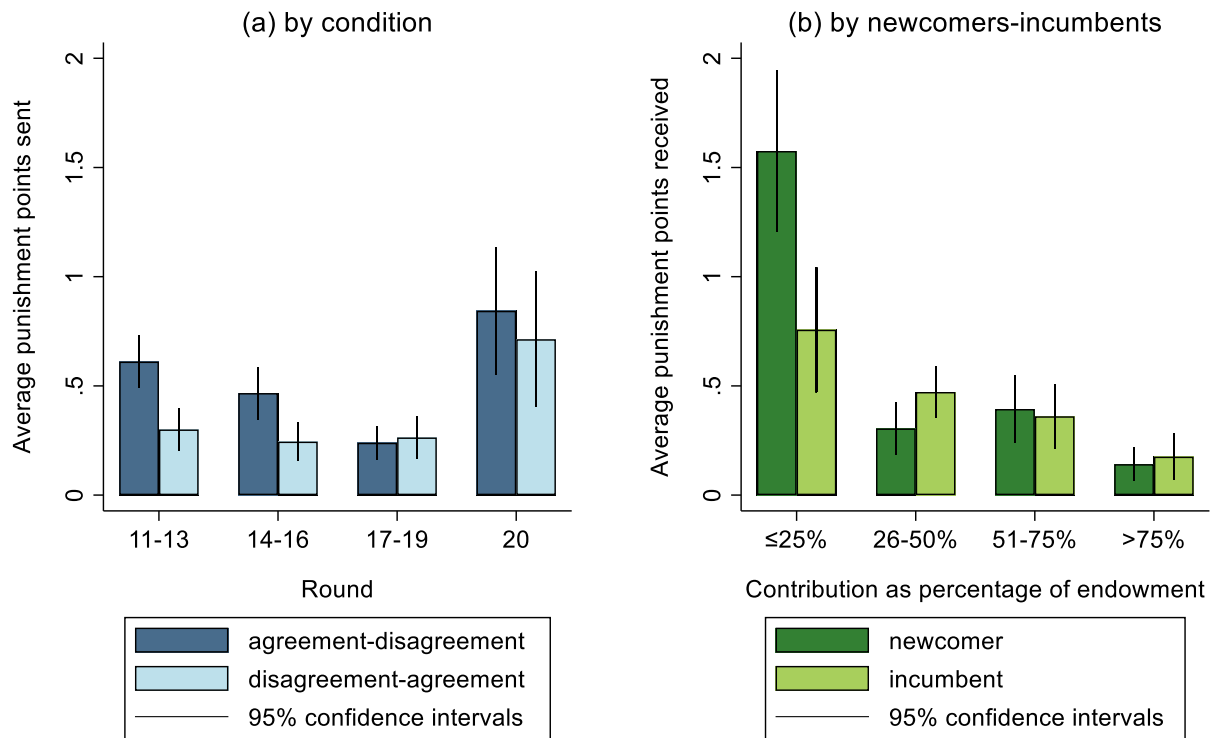 (a) by condition
Average punishment points sent
2
1.5
1
.5
0
11-13 14-16 17-19 20
Round
agreement-disagreement
disagreement-agreement
95% confidence intervals
(b) by newcomers-incumbents
Average punishment points received
2
1.5
1
.5
0
≤25% 26-50% 51-75% >75%
Contribution as percentage of endowment
newcomer
incumbent
95% confidence intervals